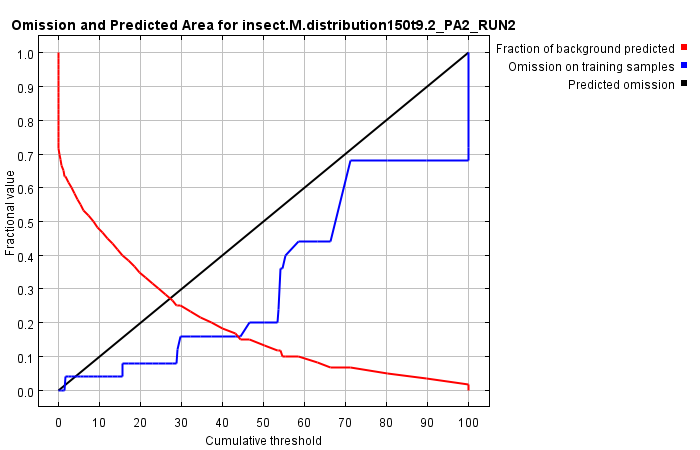 Omission and Predicted Area for insect.M.distribution150t9.2_PA2_RUN2
Fraction of background predicted
Omission on training samples
Predicted omission
1.0
0.9
0.8
0.7
0.6
0.5
0.4
0.3
0.2
0.1
0.0
Fractional value
0 10 20 30 40 50 60 70 80 90 100
Cumulative threshold